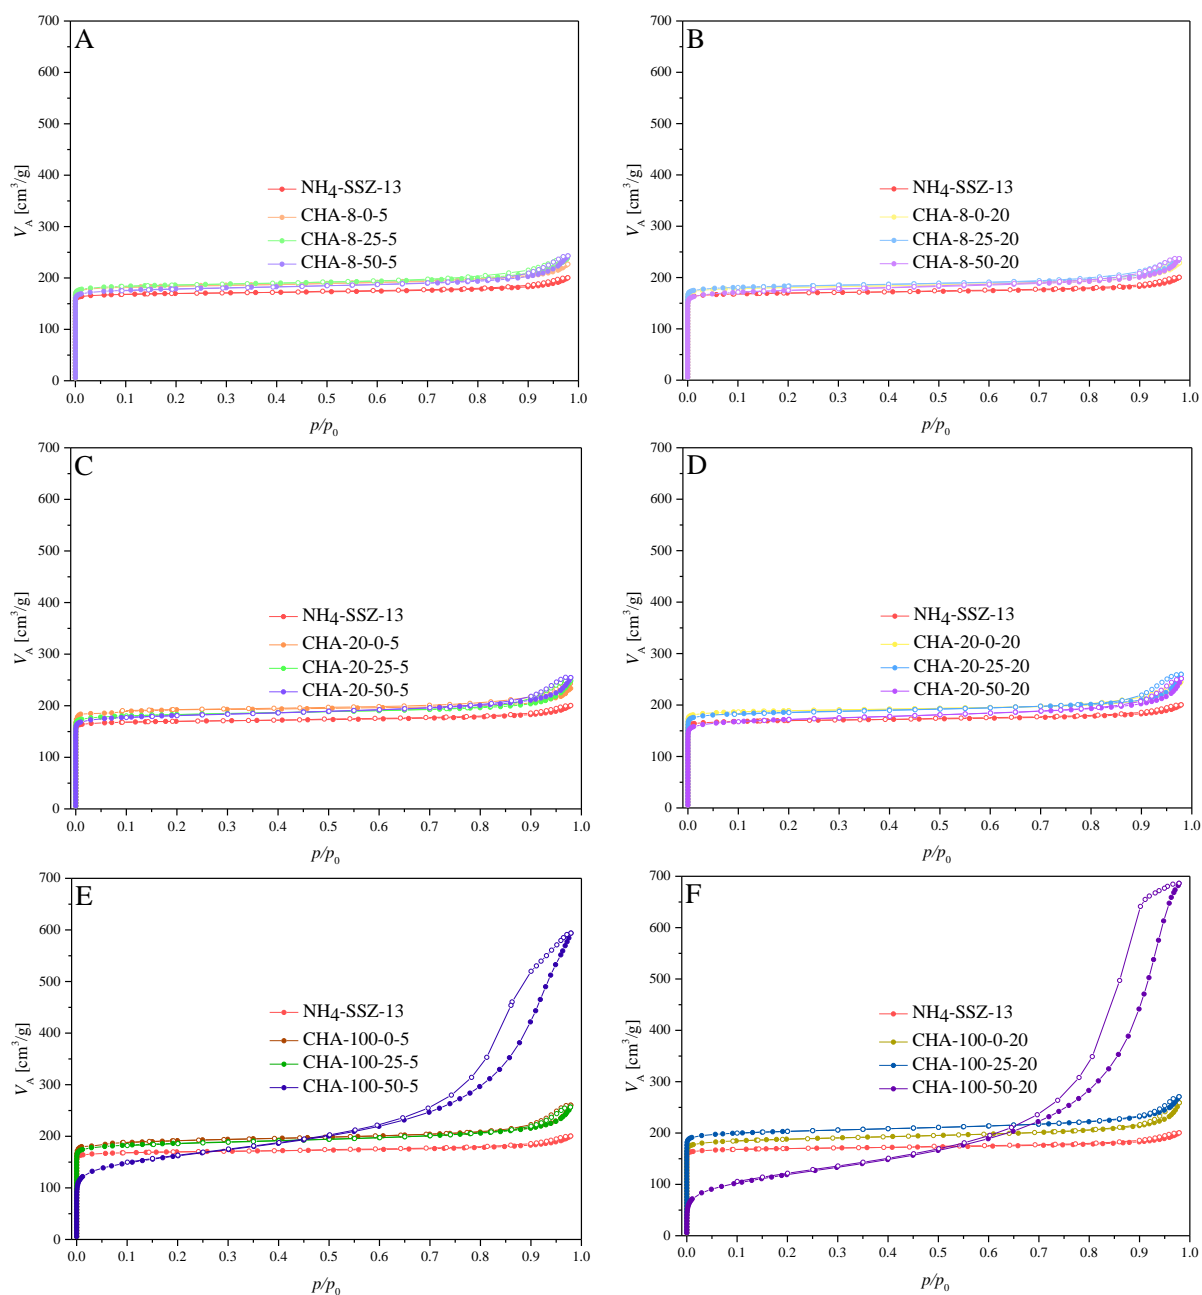 A
700
600
500
400
300
200
100
0
V_A [cm³/g]
NH₄-SSZ-13
CHA-8-0-5
CHA-8-25-5
CHA-8-50-5
0.0 0.1 0.2 0.3 0.4 0.5 0.6 0.7 0.8 0.9 1.0
p/p₀
B
700
600
500
400
300
200
100
0
V_A [cm³/g]
NH₄-SSZ-13
CHA-8-0-20
CHA-8-25-20
CHA-8-50-20
0.0 0.1 0.2 0.3 0.4 0.5 0.6 0.7 0.8 0.9 1.0
p/p₀
C
700
600
500
400
300
200
100
0
V_A [cm³/g]
NH₄-SSZ-13
CHA-20-0-5
CHA-20-25-5
CHA-20-50-5
0.0 0.1 0.2 0.3 0.4 0.5 0.6 0.7 0.8 0.9 1.0
p/p₀
D
700
600
500
400
300
200
100
0
V_A [cm³/g]
NH₄-SSZ-13
CHA-20-0-20
CHA-20-25-20
CHA-20-50-20
0.0 0.1 0.2 0.3 0.4 0.5 0.6 0.7 0.8 0.9 1.0
p/p₀
E
700
600
500
400
300
200
100
0
V_A [cm³/g]
NH₄-SSZ-13
CHA-100-0-5
CHA-100-25-5
CHA-100-50-5
0.0 0.1 0.2 0.3 0.4 0.5 0.6 0.7 0.8 0.9 1.0
p/p₀
F
700
600
500
400
300
200
100
0
V_A [cm³/g]
NH₄-SSZ-13
CHA-100-0-20
CHA-100-25-20
CHA-100-50-20
0.0 0.1 0.2 0.3 0.4 0.5 0.6 0.7 0.8 0.9 1.0
p/p₀